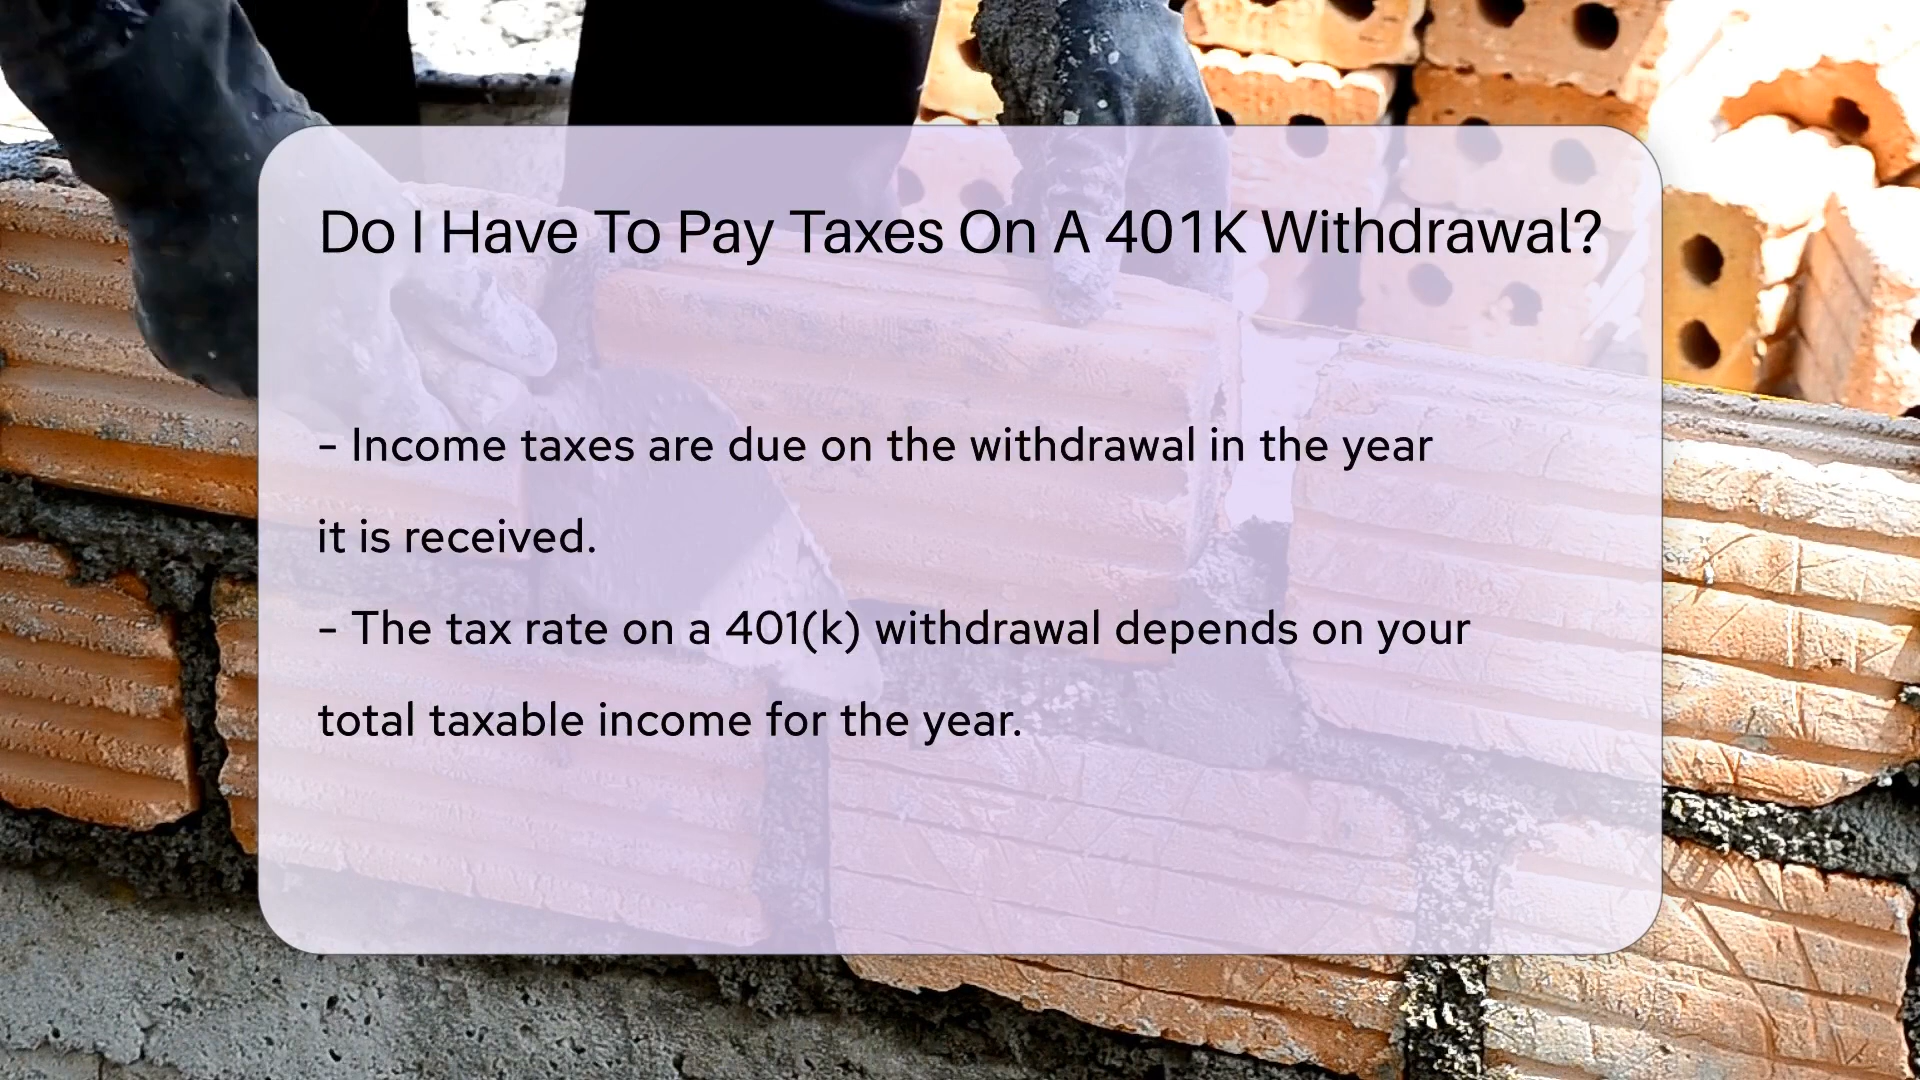 Do I Have To Pay Taxes On A 401K Withdrawal?
- Income taxes are due on the withdrawal in the year
it is received.
- The tax rate on a 401(k) withdrawal depends on your
total taxable income for the year.